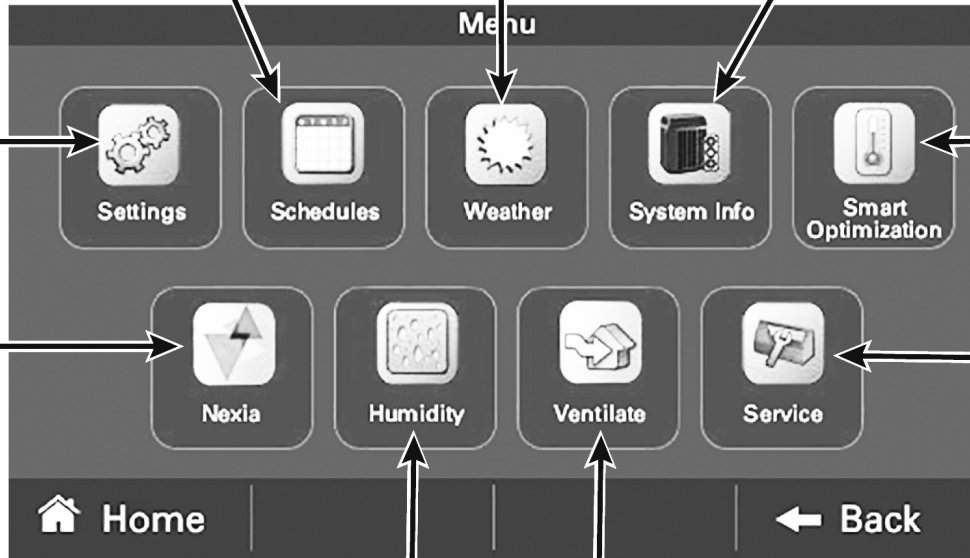 Menu
Settings
Schedules
Weather
System Info
Smart
Optimization
Nexia
Humidity
Ventilate
Service
Home
Back